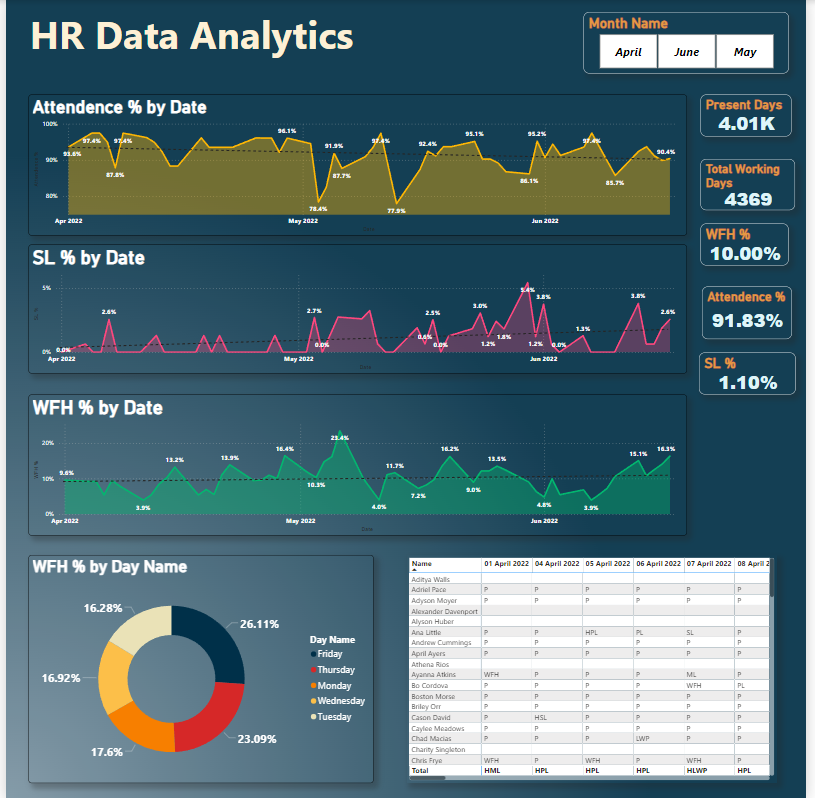 HR Data Analytics
Month Name
April June May
Attendence % by Date
100%
90%
80%
93.6% 97.4% 87.8% 97.4% 96.1% 78.4% 91.9% 87.7% 97.4% 77.9% 92.4% 95.1% 86.1% 95.2% 97.4% 85.7% 90.4%
Apr 2022 May 2022 Jun 2022
Date
Present Days
4.01K
Total Working
Days
4369
WFH %
10.00%
Attendence %
91.83%
SL %
1.10%
SL % by Date
SL %
5%
0%
0.0% 2.6% 2.7% 0.0% 0.6% 2.5% 0.0% 3.0% 1.2% 1.8% 5.4% 1.2% 3.8% 0.0% 1.3% 3.8% 2.6%
Apr 2022 May 2022 Jun 2022
Date
WFH % by Date
WFH %
20%
10%
0%
9.6% 3.9% 13.2% 13.9% 16.4% 10.3% 23.4% 4.0% 11.7% 7.2% 16.2% 9.0% 13.5% 4.8% 3.9% 15.1% 16.3%
Apr 2022 May 2022 Jun 2022
Date
WFH % by Day Name
26.11%
23.09%
17.6%
16.92%
16.28%
Day Name
Friday
Thursday
Monday
Wednesday
Tuesday
Name 01 April 2022 04 April 2022 05 April 2022 06 April 2022 07 April 2022 08 April 2
Aditya Walls
Adriel Pace P P P P P P
Adyson Moyer P P P P P P
Alexander Davenport
Alyson Huber
Ana Little P P HPL PL SL P
Andrew Cummings P P P P P P
April Ayers P P P P P P
Athena Rios
Ayanna Atkins WFH P P P ML P
Bo Cordova P P P P WFH PL
Boston Morse P P P P P P
Briley Orr P P P P P P
Cason David P HSL P P P P
Caylee Meadows P P P P P P
Chad Macias P P P LWP P P
Charity Singleton
Chris Frye WFH P WFH P WFH P
Total HML HPL HPL HPL HLWP HPL